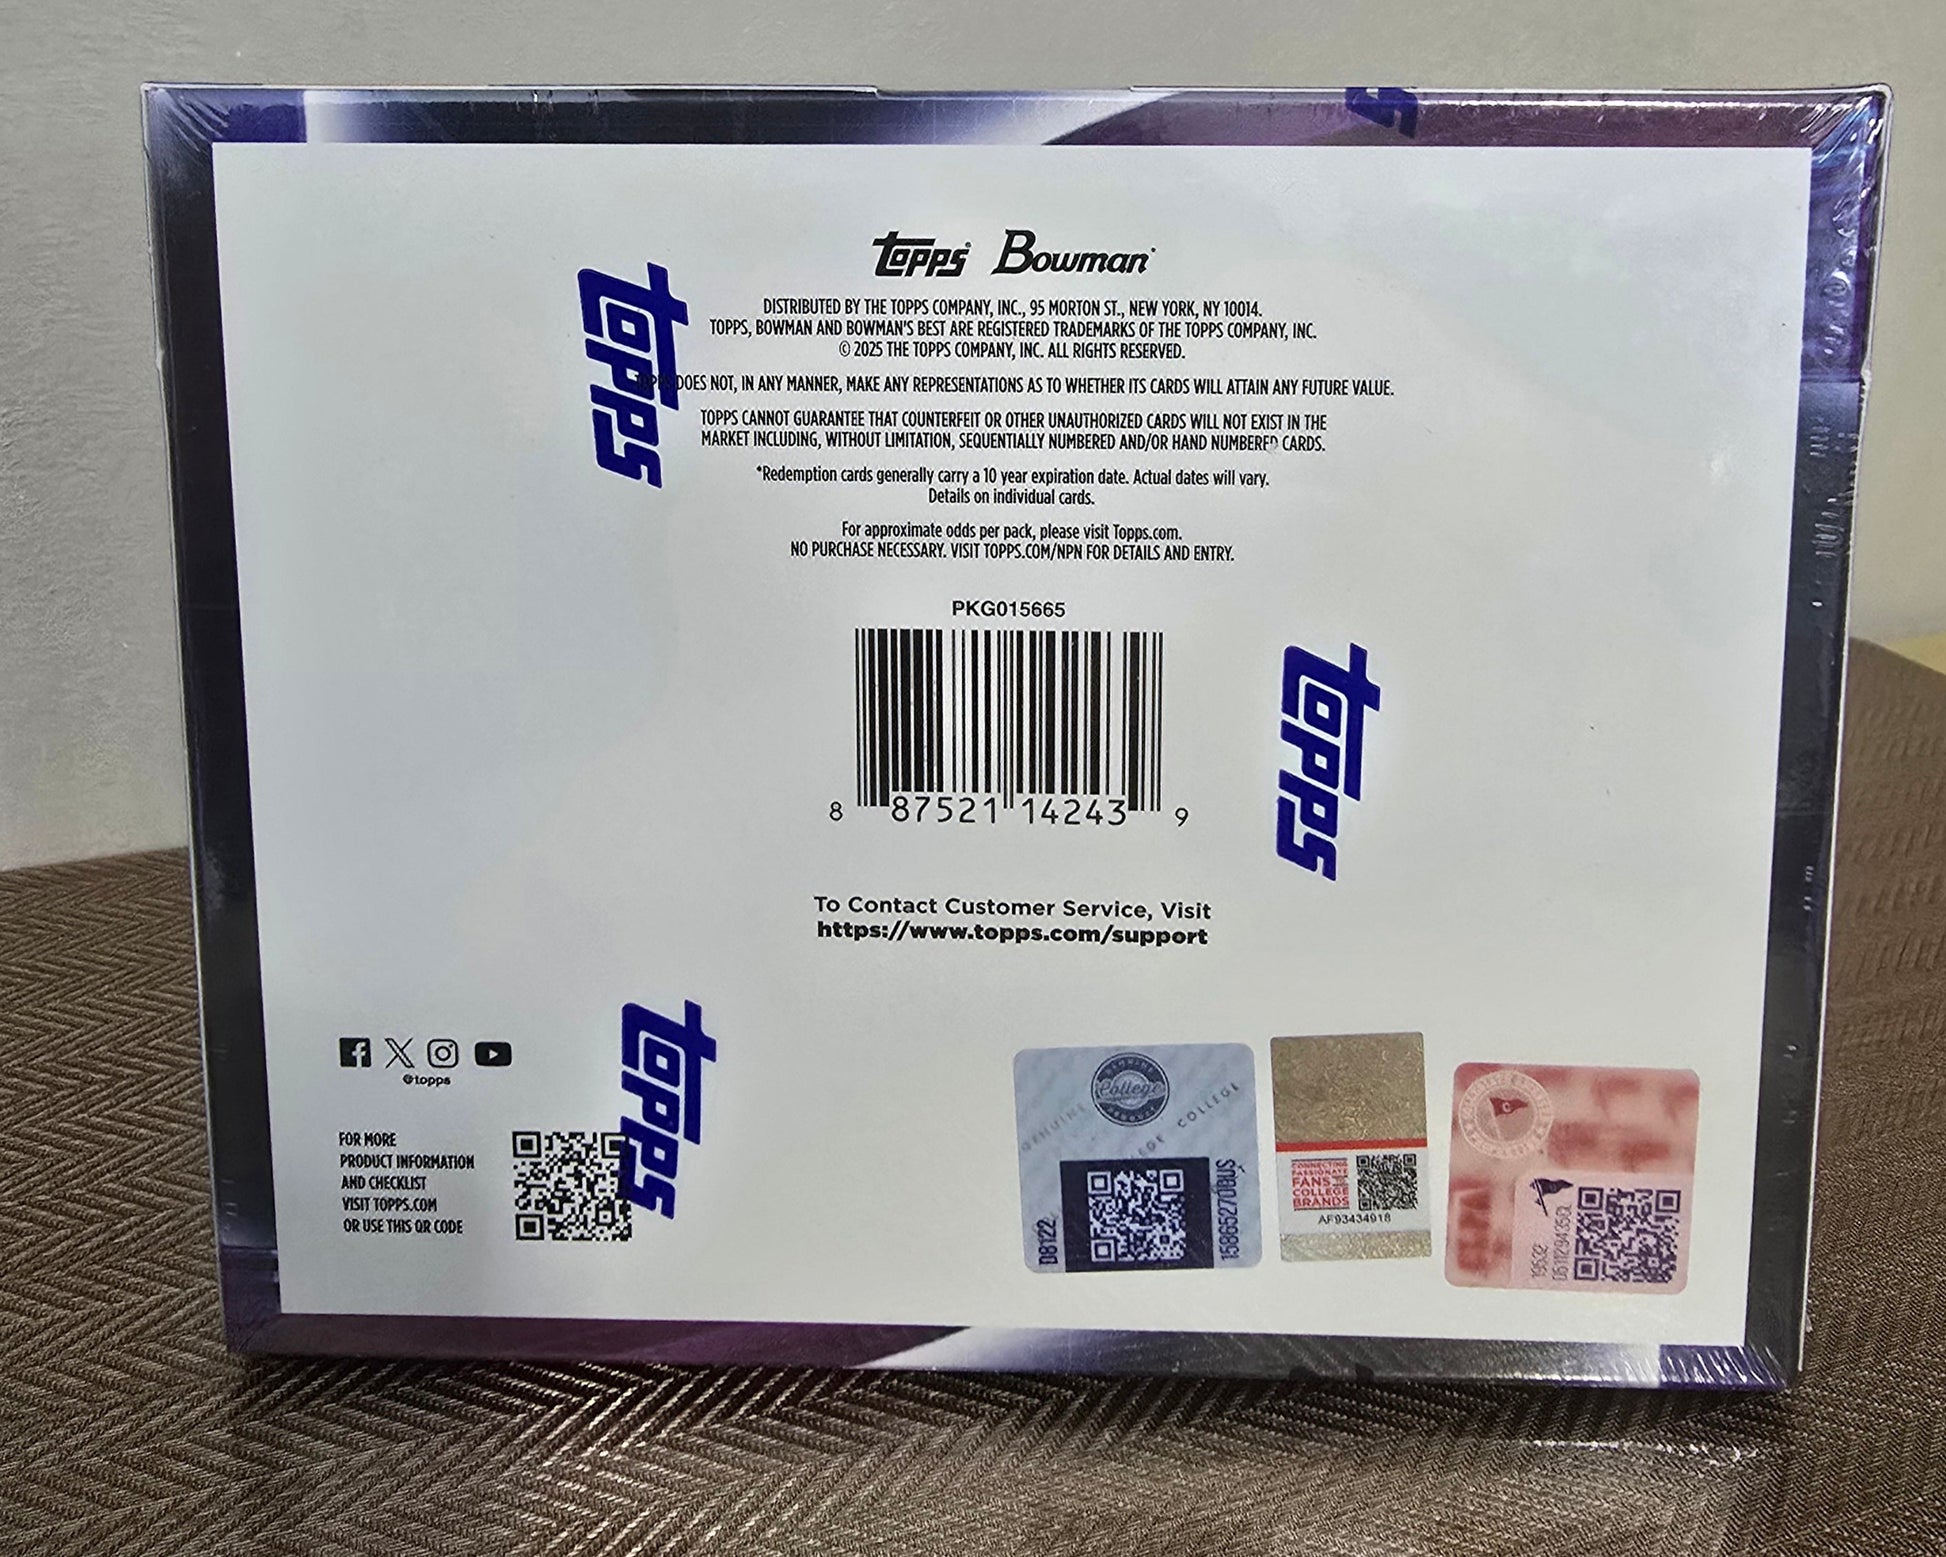 Topps Bowman
DISTRIBUTED BY THE TOPPS COMPANY, INC., 95 MORTON ST., NEW YORK, NY 10014.
TOPPS, BOWMAN AND BOWMAN'S BEST ARE REGISTERED TRADEMARKS OF THE TOPPS COMPANY, INC.
© 2025 THE TOPPS COMPANY, INC. ALL RIGHTS RESERVED.
TOPPS DOES NOT, IN ANY MANNER, MAKE ANY REPRESENTATIONS AS TO WHETHER ITS CARDS WILL ATTAIN ANY FUTURE VALUE.
TOPPS CANNOT GUARANTEE THAT COUNTERFEIT OR OTHER UNAUTHORIZED CARDS WILL NOT EXIST IN THE
MARKET INCLUDING, WITHOUT LIMITATION, SEQUENTIALLY NUMBERED AND/OR HAND NUMBERED CARDS.
*Redemption cards generally carry a 10 year expiration date. Actual dates will vary.
Details on individual cards.
For approximate odds per pack, please visit Topps.com.
NO PURCHASE NECESSARY. VISIT TOPPS.COM/NPN FOR DETAILS AND ENTRY.
Topps
PKG015665
8 87521 14243 9
Topps
To Contact Customer Service, Visit
https://www.topps.com/support
@topps
FOR MORE
PRODUCT INFORMATION
AND CHECKLIST
VISIT TOPPS.COM
OR USE THIS QR CODE
Topps
GENUINE
College
PRODUCT
GENUINE COLLEGE
D8122
CONNECTING
PASSIONATE
FANS TO
COLLEGE
BRANDS
AF93434918
19532